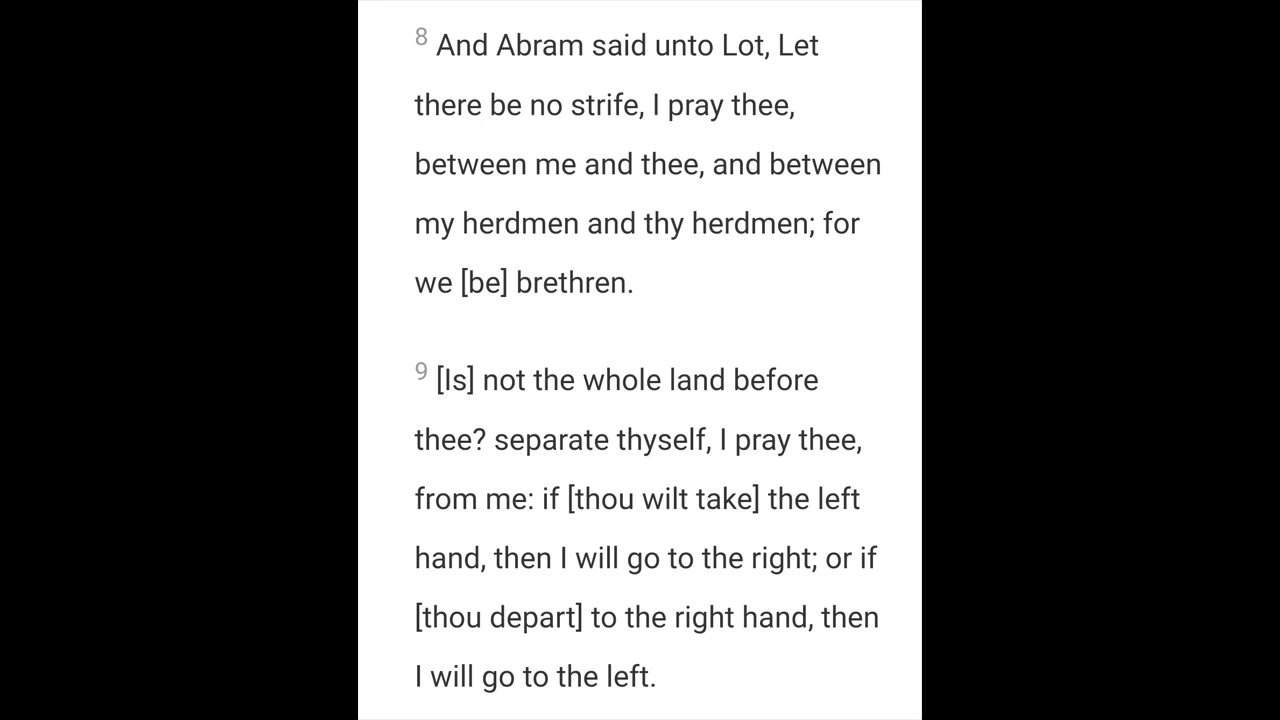 8 And Abram said unto Lot, Let
there be no strife, I pray thee,
between me and thee, and between
my herdmen and thy herdmen; for
we [be] brethren.
9 [Is] not the whole land before
thee? separate thyself, I pray thee,
from me: if [thou wilt take] the left
hand, then I will go to the right; or if
[thou depart] to the right hand, then
I will go to the left.